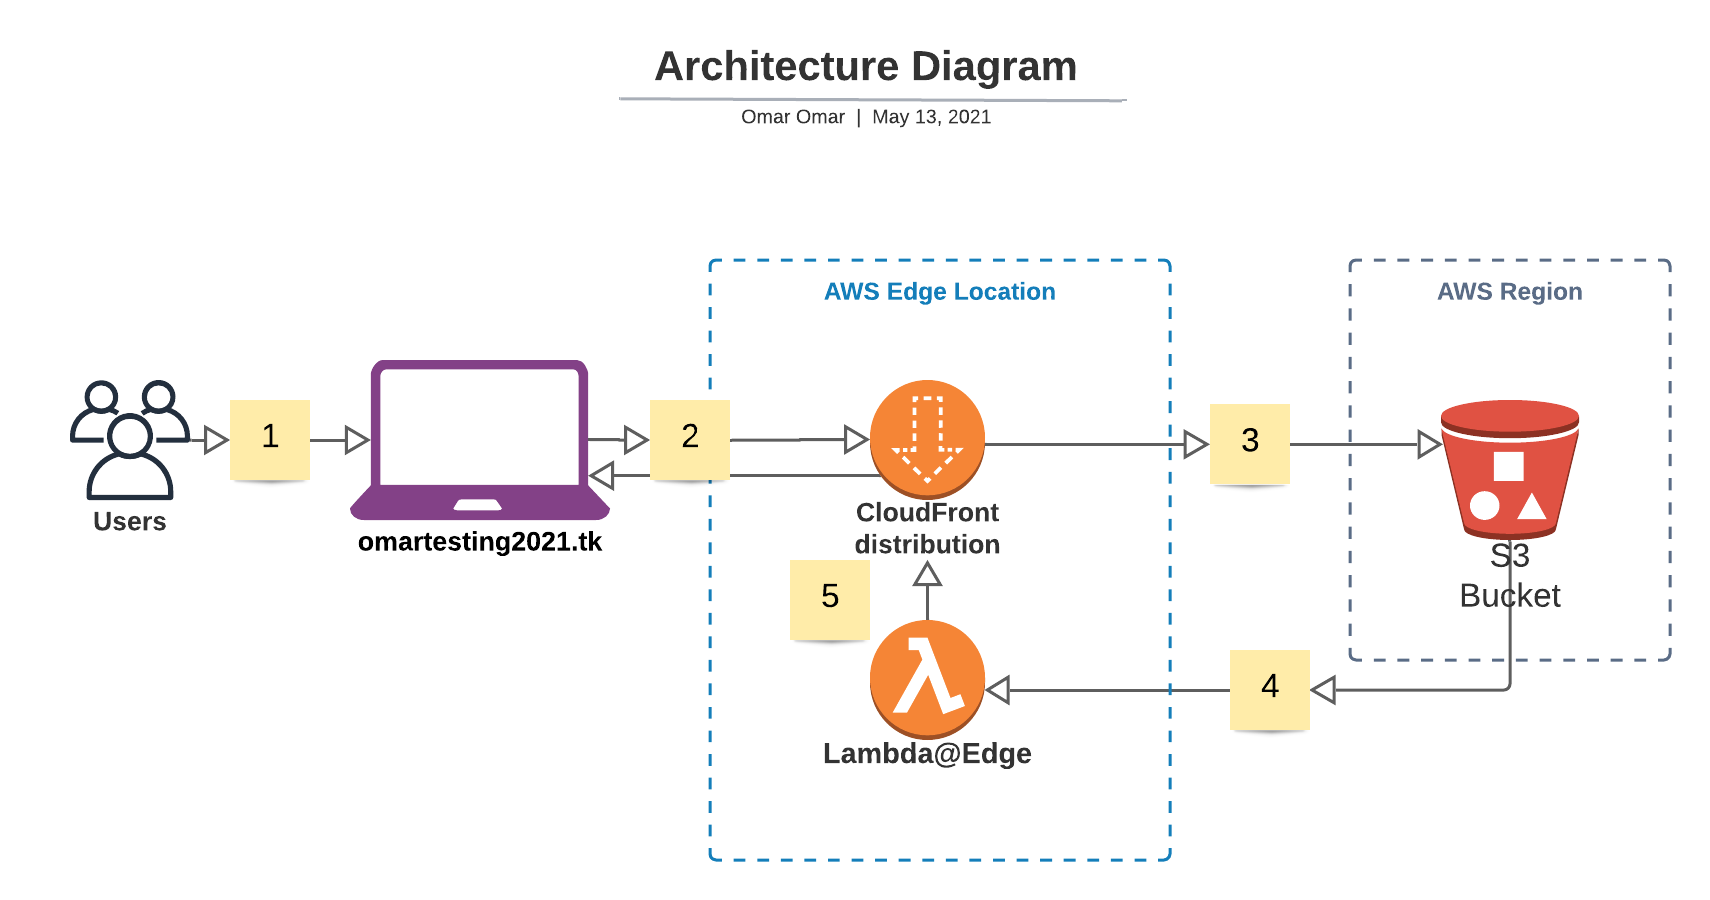 Architecture Diagram
Omar Omar | May 13, 2021
AWS Edge Location
AWS Region
1
2
3
Users
omartesting2021.tk
CloudFront
distribution
S3
Bucket
5
4
Lambda@Edge